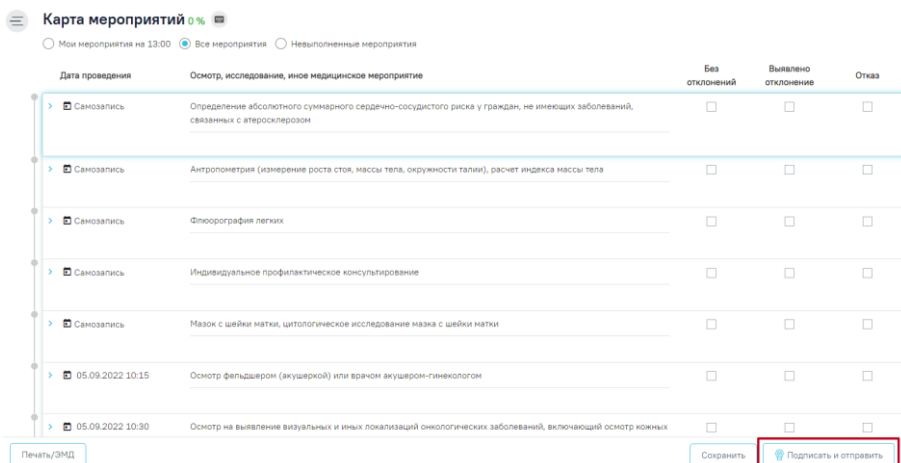 Карта мероприятий 0 %
Мои мероприятия на 13:00 Все мероприятия Невыполненные мероприятия
Дата проведения Осмотр, исследование, иное медицинское мероприятие Без отклонений Выявлено отклонение Отказ
Самозапись Определение абсолютного суммарного сердечно-сосудистого риска у граждан, не имеющих заболеваний,
связанных с атеросклерозом
Самозапись Антропометрия (измерение роста стоя, массы тела, окружности талии), расчет индекса массы тела
Самозапись Флюорография легких
Самозапись Индивидуальное профилактическое консультирование
Самозапись Мазок с шейки матки, цитологическое исследование мазка с шейки матки
05.09.2022 10:15 Осмотр фельдшером (акушеркой) или врачом акушером-гинекологом
05.09.2022 10:30 Осмотр на выявление визуальных и иных локализаций онкологических заболеваний, включающий осмотр кожных
Печать/ЭМД Сохранить Подписать и отправить